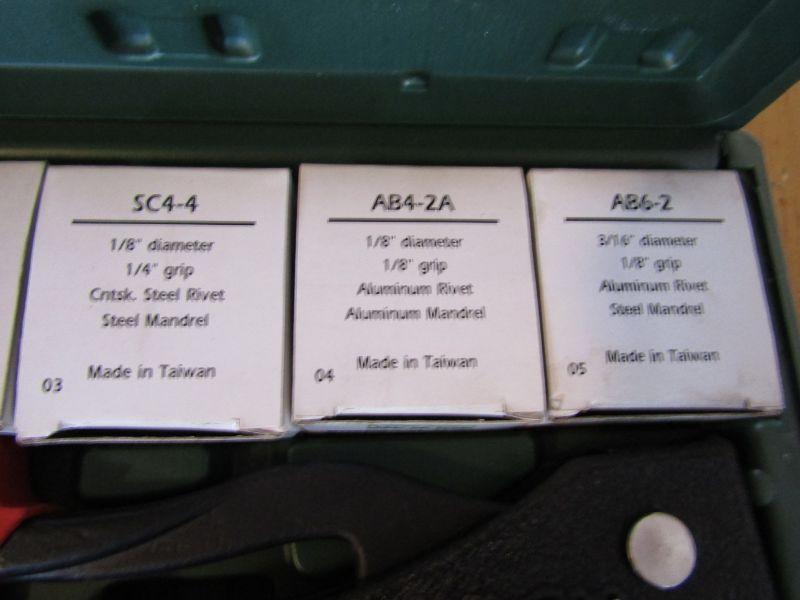 SC4-4
1/8" diameter
1/4" grip
Cntsk. Steel Rivet
Steel Mandrel
Made in Taiwan
03
AB4-2A
1/8" diameter
1/8" grip
Aluminum Rivet
Aluminum Mandrel
Made in Taiwan
04
AB6-2
3/16" diameter
1/8" grip
Aluminum Rivet
Steel Mandrel
Made in Taiwan
05